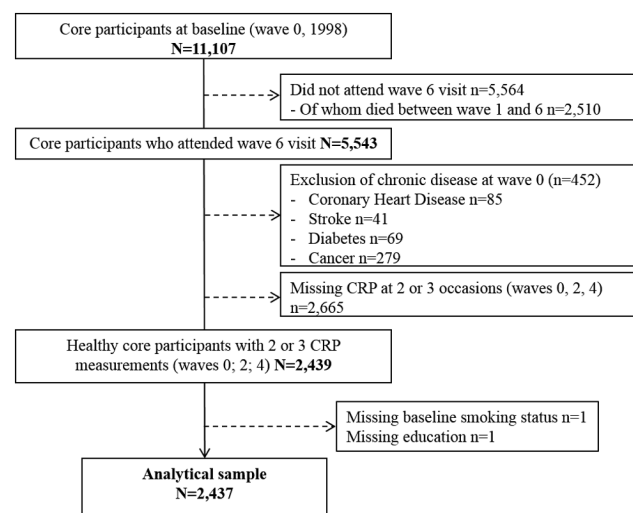 Core participants at baseline (wave 0, 1998)
N=11,107
Did not attend wave 6 visit n=5,564
- Of whom died between wave 1 and 6 n=2,510
Core participants who attended wave 6 visit N=5,543
Exclusion of chronic disease at wave 0 (n=452)
- Coronary Heart Disease n=85
- Stroke n=41
- Diabetes n=69
- Cancer n=279
Missing CRP at 2 or 3 occasions (waves 0, 2, 4)
n=2,665
Healthy core participants with 2 or 3 CRP
measurements (waves 0; 2; 4) N=2,439
Missing baseline smoking status n=1
Missing education n=1
Analytical sample
N=2,437